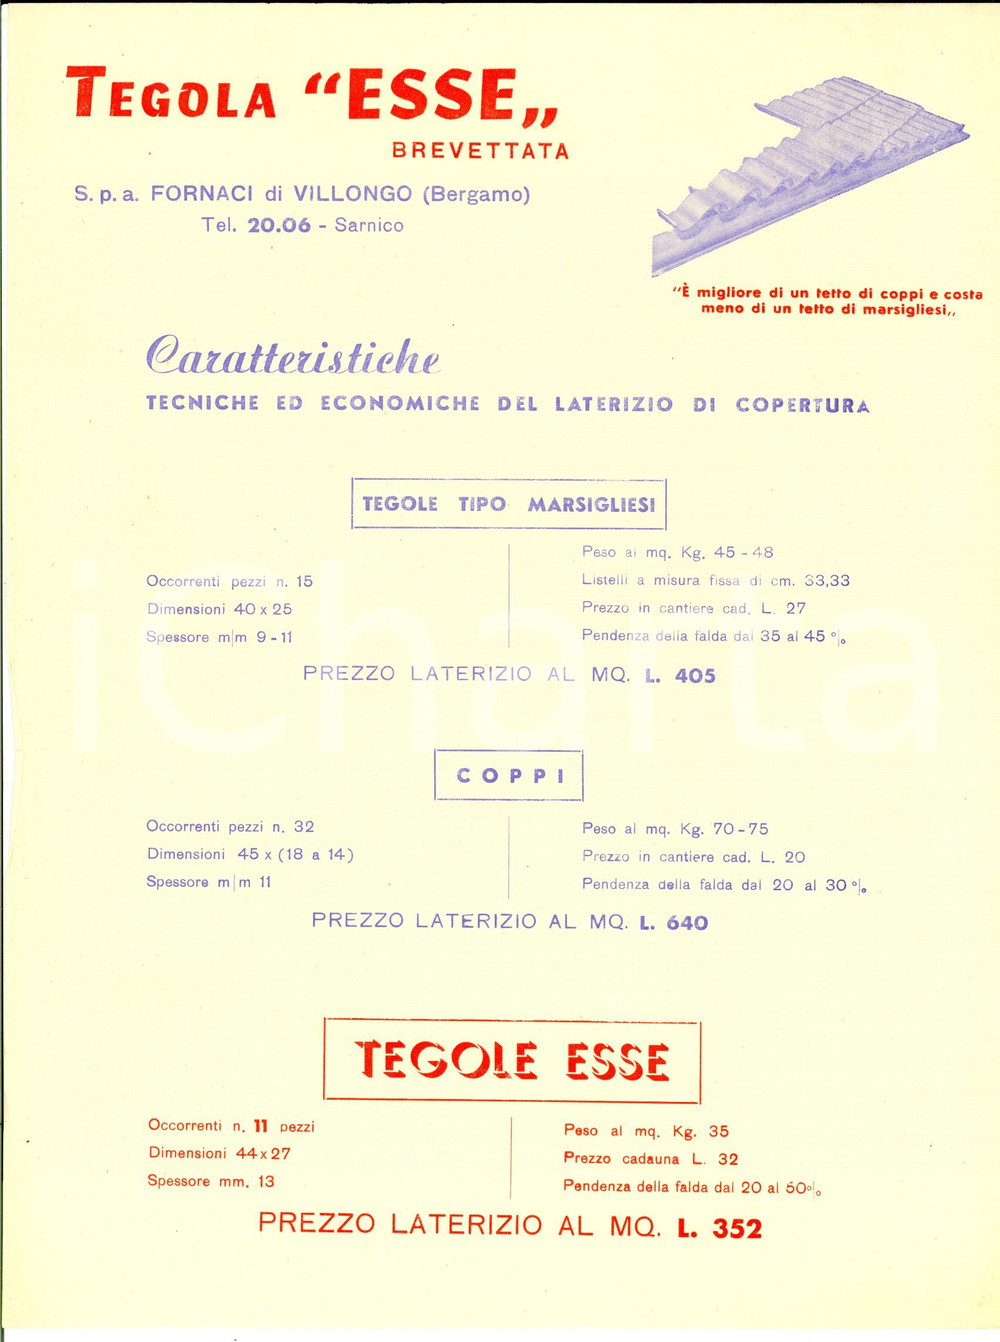 TEGOLA “ESSE„
BREVETTATA
S. p. a. FORNACI di VILLONGO (Bergamo)
Tel. 20.06 - Sarnico
“È migliore di un tetto di coppi e costa
meno di un tetto di marsigliesi„
Caratteristiche
TECNICHE ED ECONOMICHE DEL LATERIZIO DI COPERTURA
TEGOLE TIPO MARSIGLIESI
Occorrenti pezzi n. 15
Dimensioni 40 x 25
Spessore m|m 9 - 11
Peso al mq. Kg. 45 - 48
Listelli a misura fissa di cm. 33,33
Prezzo in cantiere cad. L. 27
Pendenza della falda dal 35 al 45 °|o
PREZZO LATERIZIO AL MQ. L. 405
COPPI
Occorrenti pezzi n. 32
Dimensioni 45 x (18 a 14)
Spessore m|m 11
Peso al mq. Kg. 70 - 75
Prezzo in cantiere cad. L. 20
Pendenza della falda dal 20 al 30 °|o
PREZZO LATERIZIO AL MQ. L. 640
TEGOLE ESSE
Occorrenti n. 11 pezzi
Dimensioni 44 x 27
Spessore mm. 13
Peso al mq. Kg. 35
Prezzo cadauna L. 32
Pendenza della falda dal 20 al 50°|o
PREZZO LATERIZIO AL MQ. L. 352
iCharta